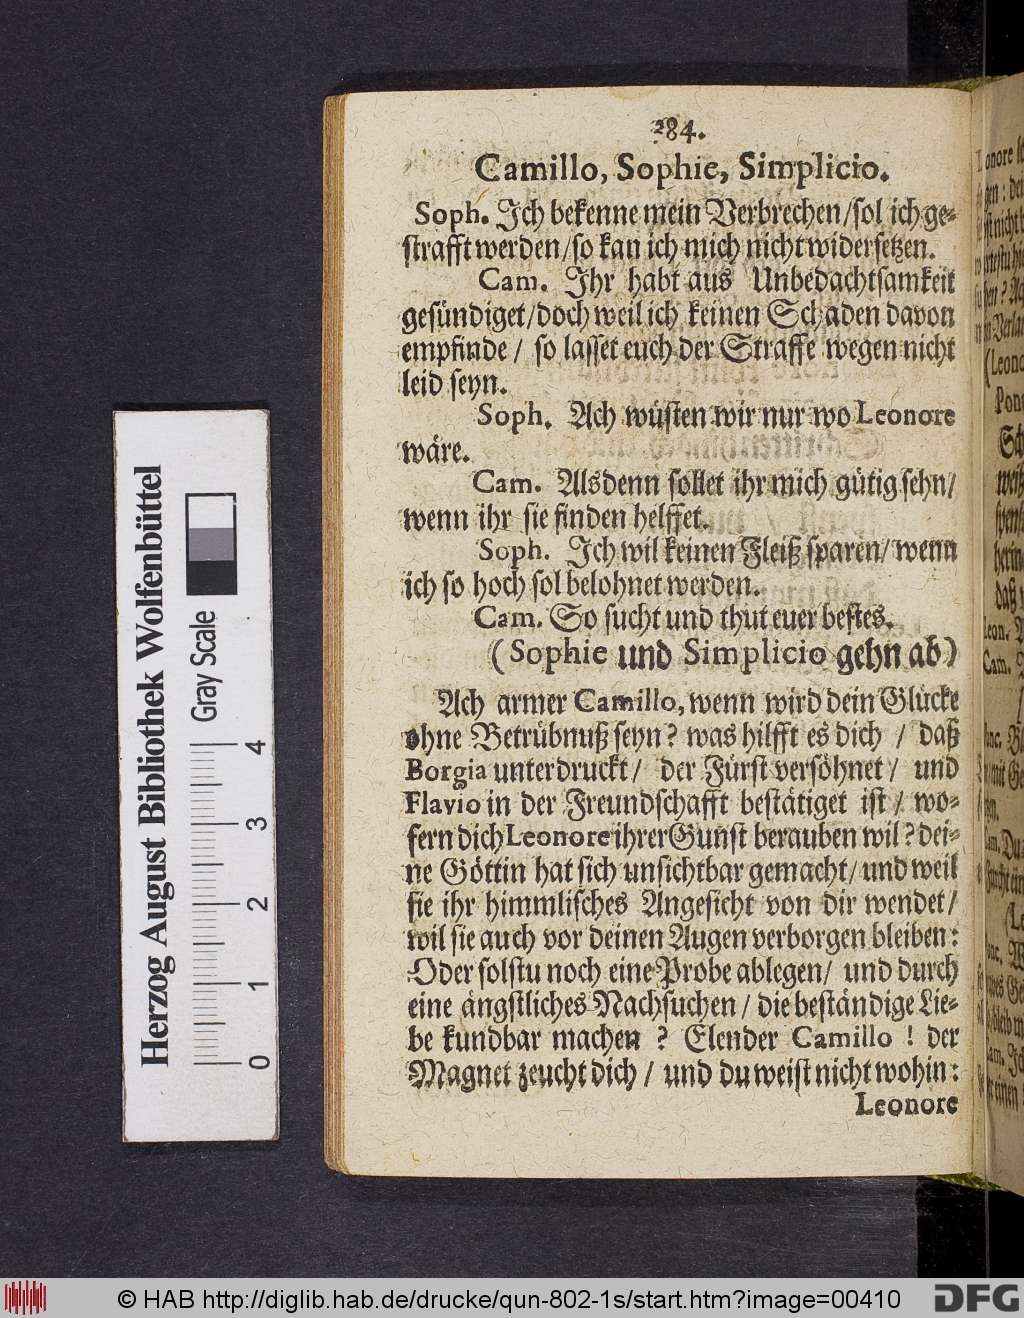 284.
Camillo, Sophie, Simplicio.
Soph. Ich bekenne mein Verbrechen/sol ich ge-
strafft werden/so kan ich mich nicht widersetzen.
Cam. Ihr habt aus Unbedachtsamkeit
gesündiget/doch weil ich keinen Schaden davon
empfinde / so lasset euch der Straffe wegen nicht
leid seyn.
Soph. Ach wüsten wir nur wo Leonore
wäre.
Cam. Alsdenn sollet ihr mich gütig sehn/
wenn ihr sie finden helffet.
Soph. Ich wil keinen Fleiß sparen/ wenn
ich so hoch sol belohnet werden.
Cam. So sucht und thut euer bestes.
(Sophie und Simplicio gehn ab)
Ach armer Camillo, wenn wird dein Glücke
ohne Betrübnuß seyn? was hilfft es dich / daß
Borgia unterdruckt/ der Fürst versöhnet / und
Flavio in der Freundschafft bestätiget ist / wo-
fern dich Leonore ihrer Gunst berauben wil? dei-
ne Göttin hat sich unsichtbar gemacht/ und weil
sie ihr himmlisches Angesicht von dir wendet/
wil sie auch vor deinen Augen verborgen bleiben:
Oder solstu noch eine Probe ablegen/ und durch
eine ängstliches Nachsuchen / die beständige Lie-
be kundbar machen ? Elender Camillo ! der
Magnet zeucht dich / und du weist nicht wohin:
Leonore
Herzog August Bibliothek Wolfenbüttel
Gray Scale
0 1 2 3 4
© HAB http://diglib.hab.de/drucke/qun-802-1s/start.htm?image=00410
DFG